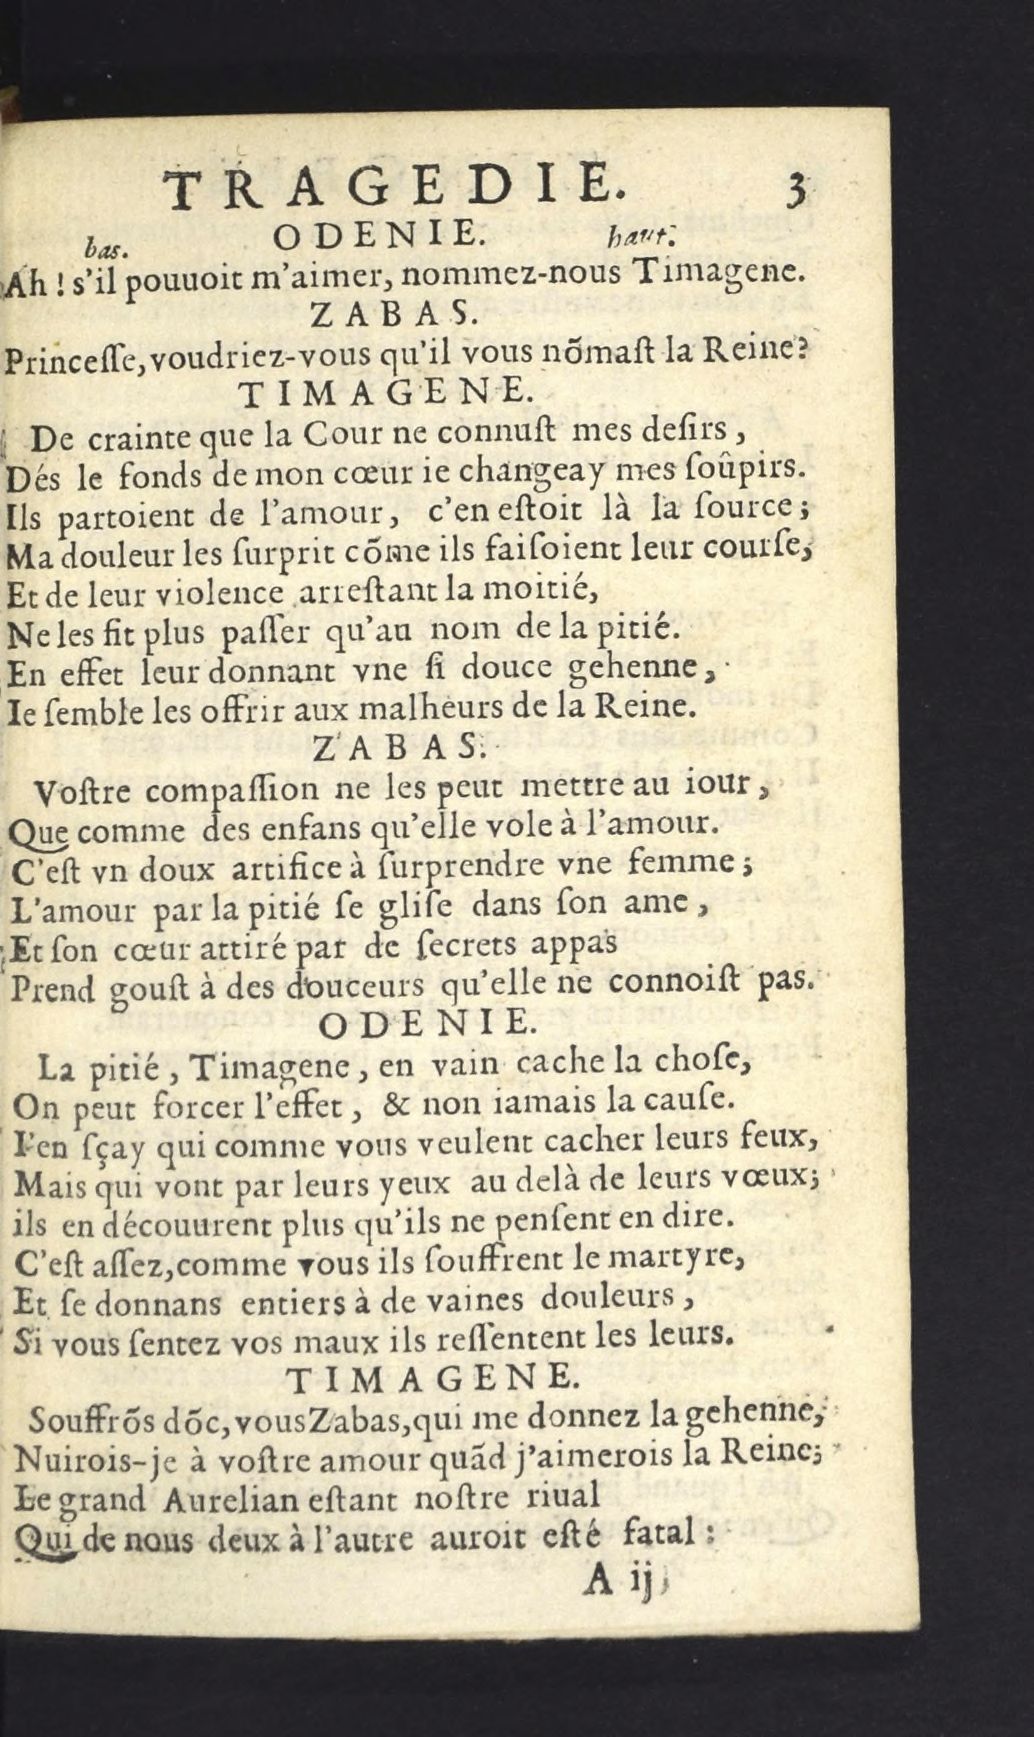 TRAGEDIE. 3
ODENIE.
bas. haut.
Ah ! s'il pouuoit m'aimer, nommez-nous Timagene.
ZABAS.
Princeſſe, voudriez-vous qu'il vous nõmaſt la Reine?
TIMAGENE.
De crainte que la Cour ne connuſt mes deſirs,
Dés le fonds de mon cœur ie changeay mes ſoûpirs.
Ils partoient de l'amour, c'en eſtoit là la ſource;
Ma douleur les ſurprit cõme ils faiſoient leur courſe,
Et de leur violence arreſtant la moitié,
Ne les fit plus paſſer qu'au nom de la pitié.
En effet leur donnant vne ſi douce gehenne,
Ie ſemble les offrir aux malheurs de la Reine.
ZABAS.
Voſtre compaſſion ne les peut mettre au iour,
Que comme des enfans qu'elle vole à l'amour.
C'eſt vn doux artifice à ſurprendre vne femme;
L'amour par la pitié ſe gliſe dans ſon ame,
Et ſon cœur attiré par de ſecrets appas
Prend gouſt à des douceurs qu'elle ne connoiſt pas.
ODENIE.
La pitié, Timagene, en vain cache la choſe,
On peut forcer l'effet, & non iamais la cauſe.
I'en ſçay qui comme vous veulent cacher leurs feux,
Mais qui vont par leurs yeux au delà de leurs vœux;
ils en découurent plus qu'ils ne penſent en dire.
C'eſt aſſez, comme vous ils ſouffrent le martyre,
Et ſe donnans entiers à de vaines douleurs,
Si vous ſentez vos maux ils reſſentent les leurs.
TIMAGENE.
Souffrõs dõc, vous Zabas, qui me donnez la gehenne,
Nuirois-je à voſtre amour quãd j'aimerois la Reine;
Le grand Aurelian eſtant noſtre riual
Qui de nous deux à l'autre auroit eſté fatal :
A ij